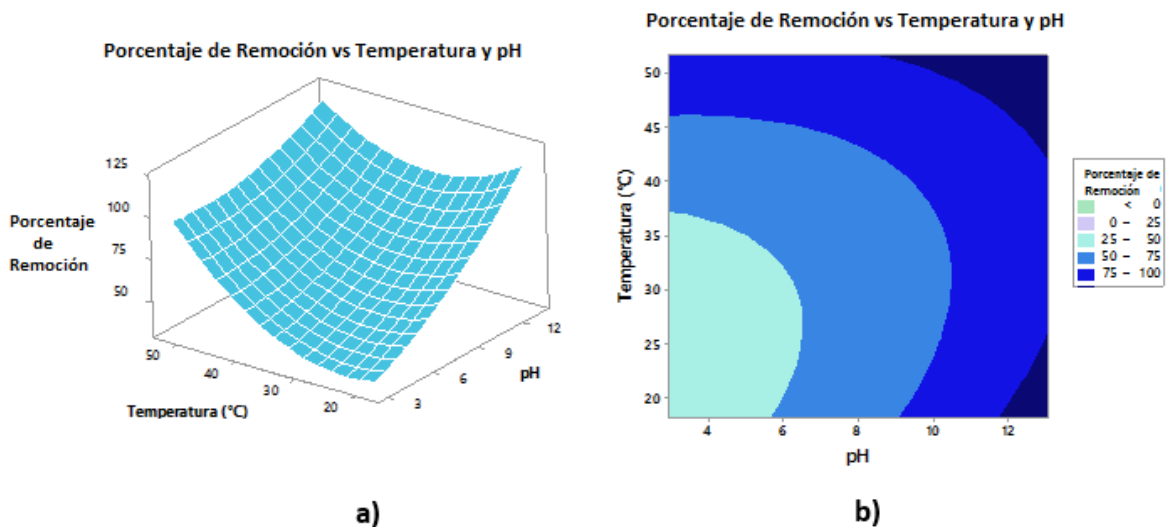 Porcentaje de Remoción vs Temperatura y pH
125
100
75
50
Porcentaje
de
Remoción
50
40
30
20
Temperatura (°C)
3
6
9
12
pH
a)
Porcentaje de Remoción vs Temperatura y pH
50
45
40
35
30
25
20
Temperatura (°C)
4
6
8
10
12
pH
Porcentaje de
Remoción
< 0
0 – 25
25 – 50
50 – 75
75 – 100
b)